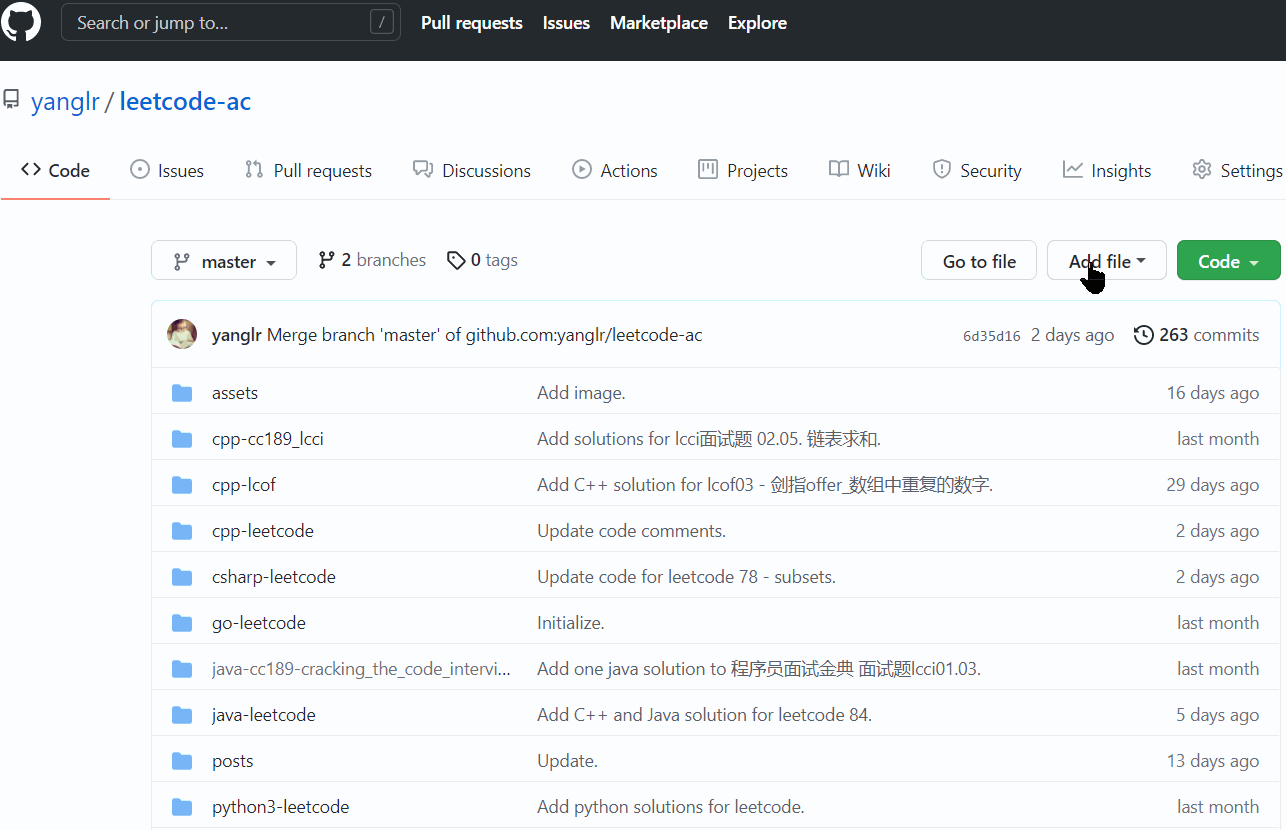 Search or jump to... / Pull requests Issues Marketplace Explore
yanglr / leetcode-ac
<> Code Issues Pull requests Discussions Actions Projects Wiki Security Insights Settings
master 2 branches 0 tags Go to file Add file Code
yanglr Merge branch 'master' of github.com:yanglr/leetcode-ac 6d35d16 2 days ago 263 commits
assets Add image. 16 days ago
cpp-cc189_lcci Add solutions for lcci面试题 02.05. 链表求和. last month
cpp-lcof Add C++ solution for lcof03 - 剑指offer_数组中重复的数字. 29 days ago
cpp-leetcode Update code comments. 2 days ago
csharp-leetcode Update code for leetcode 78 - subsets. 2 days ago
go-leetcode Initialize. last month
java-cc189-cracking_the_code_intervi... Add one java solution to 程序员面试金典 面试题lcci01.03. last month
java-leetcode Add C++ and Java solution for leetcode 84. 5 days ago
posts Update. 13 days ago
python3-leetcode Add python solutions for leetcode. last month